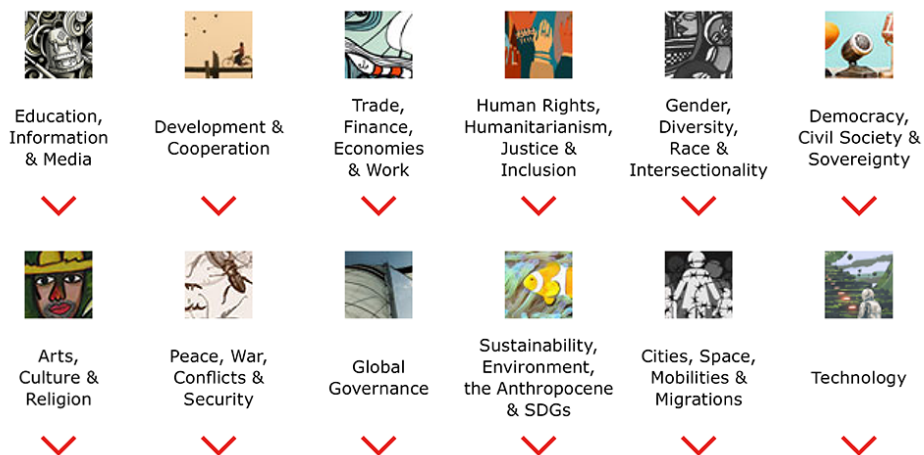 Education,
Information
& Media
Development &
Cooperation
Trade,
Finance,
Economies
& Work
Human Rights,
Humanitarianism,
Justice &
Inclusion
Gender,
Diversity,
Race &
Intersectionality
Democracy,
Civil Society &
Sovereignty
Arts,
Culture &
Religion
Peace, War,
Conflicts &
Security
Global
Governance
Sustainability,
Environment,
the Anthropocene
& SDGs
Cities, Space,
Mobilities &
Migrations
Technology